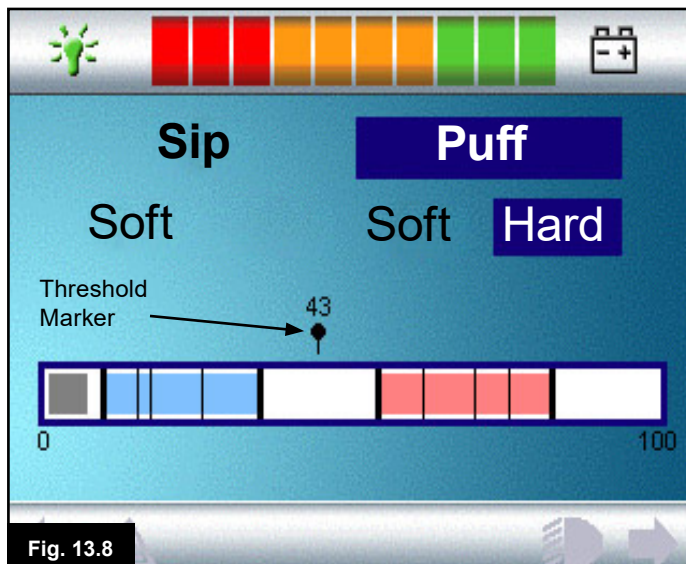 Sip Puff
Soft Soft Hard
Threshold
Marker
43
0 100
Fig. 13.8